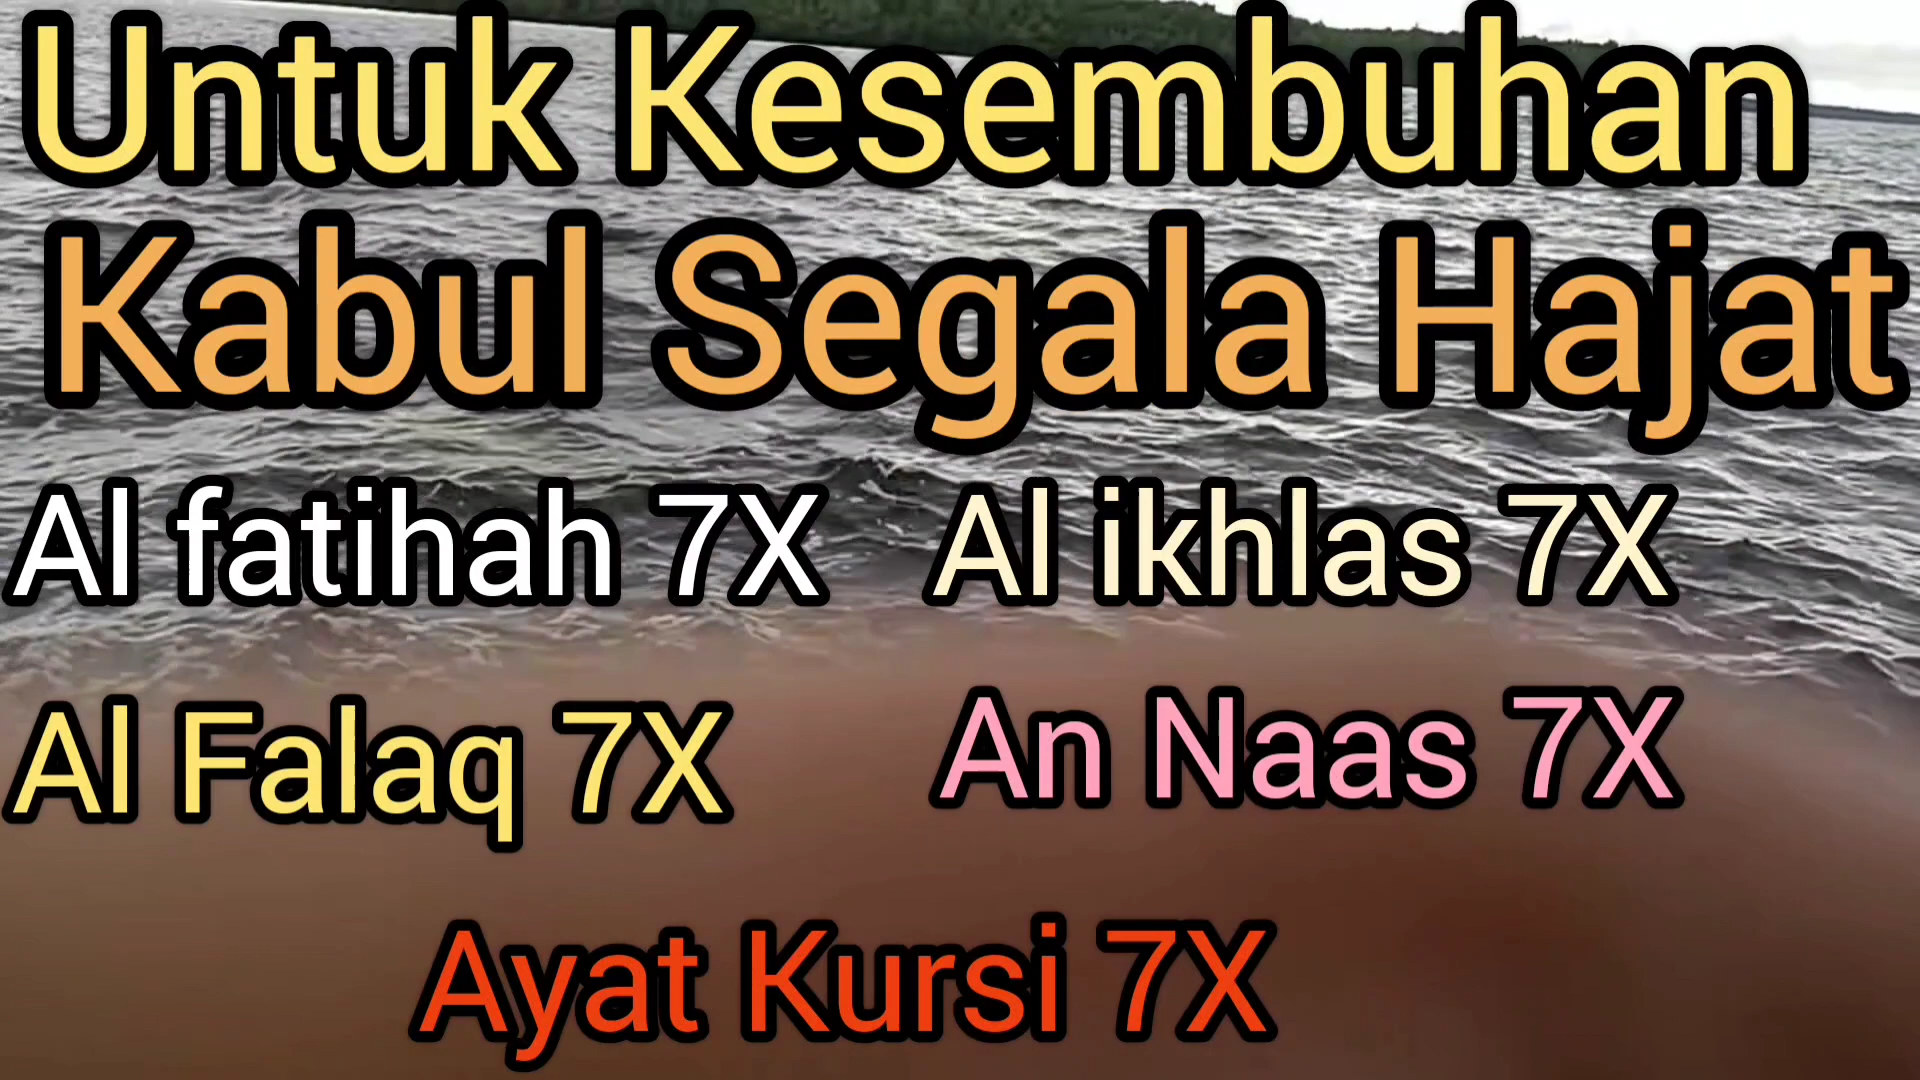 Untuk Kesembuhan
Kabul Segala Hajat
Al fatihah 7X
Al ikhlas 7X
Al Falaq 7X
An Naas 7X
Ayat Kursi 7X